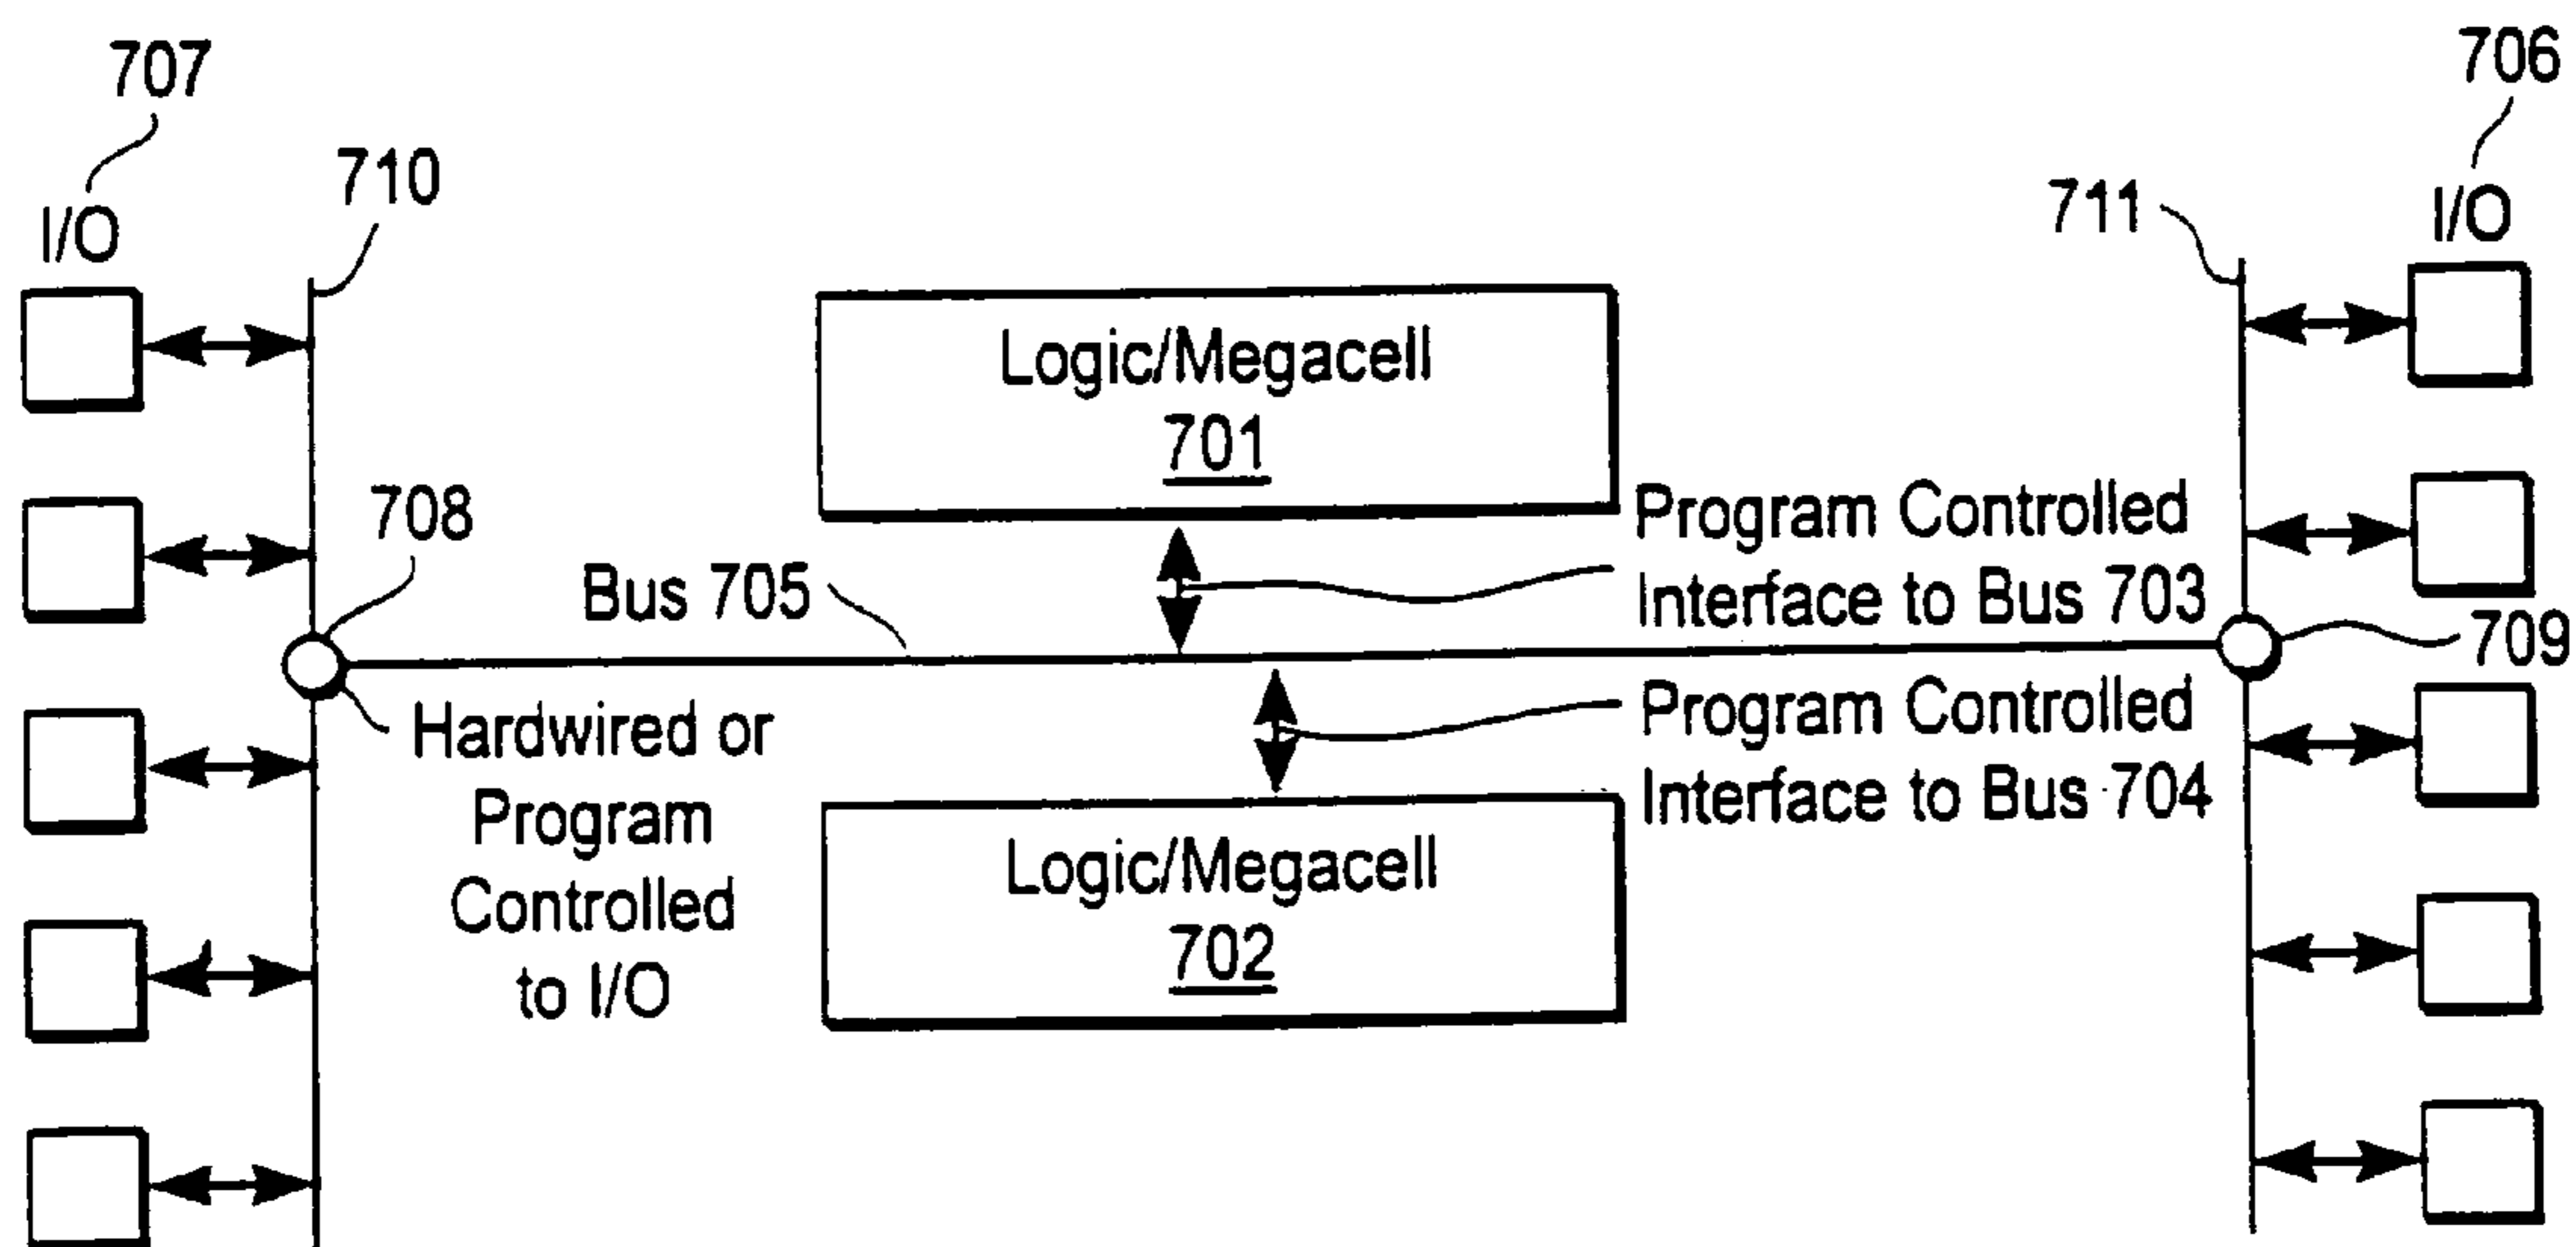 707
706
I/O
710
711
I/O
Logic/Megacell
701
708
Bus 705
Program Controlled
Interface to Bus 703
709
Hardwired or
Program
Controlled
to I/O
Program Controlled
Interface to Bus 704
Logic/Megacell
702